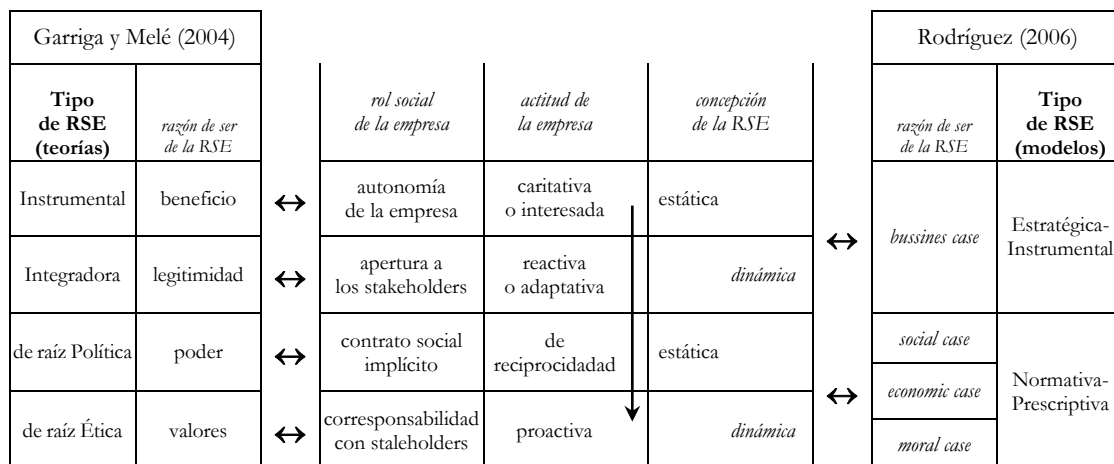 Garriga y Melé (2004)
Rodríguez (2006)
Tipo
de RSE
(teorías)
razón de ser
de la RSE
rol social
de la empresa
actitud de
la empresa
concepción
de la RSE
razón de ser
de la RSE
Tipo
de RSE
(modelos)
Instrumental
beneficio
↔
autonomía
de la empresa
caritativa
o interesada
estática
Integradora
legitimidad
↔
apertura a
los stakeholders
reactiva
o adaptativa
dinámica
↔
bussines case
Estratégica-
Instrumental
de raíz Política
poder
↔
contrato social
implícito
de
reciprocidadad
estática
de raíz Ética
valores
↔
corresponsabilidad
con staleholders
proactiva
dinámica
↔
social case
economic case
moral case
Normativa-
Prescriptiva